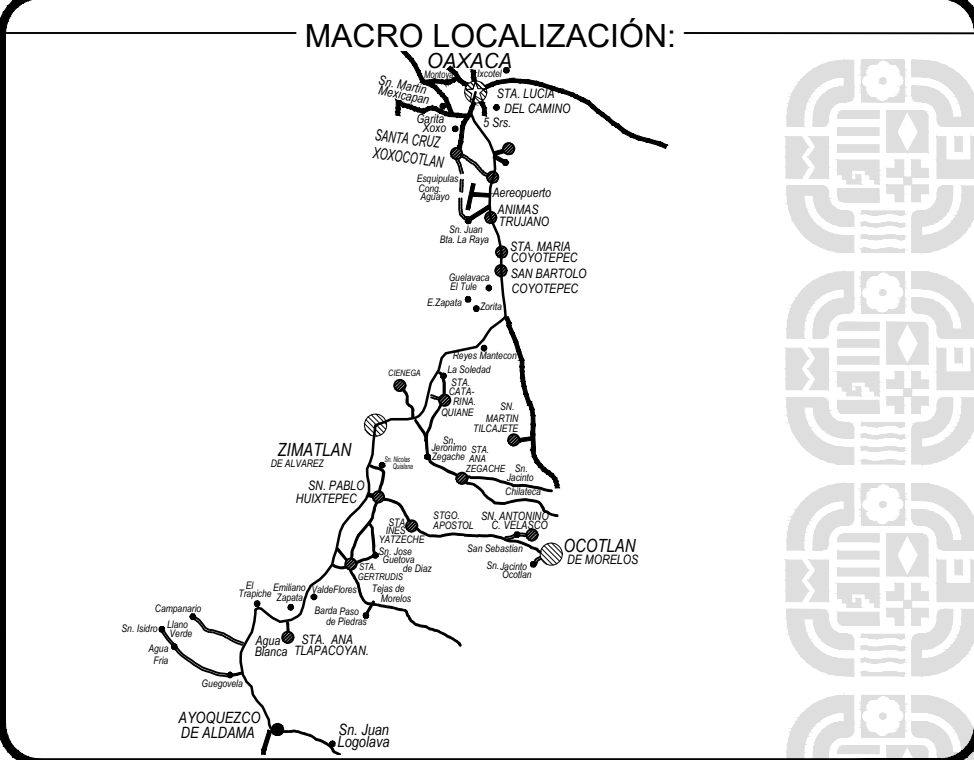 MACRO LOCALIZACIÓN:
OAXACA
Montoya
Ixcotel
Sn. Martin
Mexicapan
STA. LUCIA
DEL CAMINO
Garita
Xoxo
5 Srs.
SANTA CRUZ
XOXOCOTLAN
Esquipulas
Cong.
Aguayo
Aereopuerto
ANIMAS
TRUJANO
Sn. Juan
Bta. La Raya
STA. MARIA
COYOTEPEC
SAN BARTOLO
COYOTEPEC
Guelavaca
El Tule
E.Zapata
Zorita
Reyes Mantecon
La Soledad
CIENEGA
STA.
CATA-
RINA.
QUIANE
SN.
MARTIN
TILCAJETE
ZIMATLAN
DE ALVAREZ
Sn.
Jeronimo
Zegache
STA.
ANA
ZEGACHE
Sn. Nicolas
Quialana
Sn.
Jacinto
Chilateca
SN. PABLO
HUIXTEPEC
STA.
INES
YATZECHE
STGO.
APOSTOL
SN. ANTONINO
C. VELASCO
San Sebastian
OCOTLAN
DE MORELOS
Sn. Jacinto
Ocotlan
Sn. Jose
Guetova
de Diaz
STA.
GERTRUDIS
El
Trapiche
Emiliano
Zapata
ValdeFlores
Tejas de
Morelos
Barda Paso
de Piedras
Campanario
Llano
Verde
Sn. Isidro
Agua
Fria
Agua
Blanca
STA. ANA
TLAPACOYAN.
Guegovela
AYOQUEZCO
DE ALDAMA
Sn. Juan
Logolava